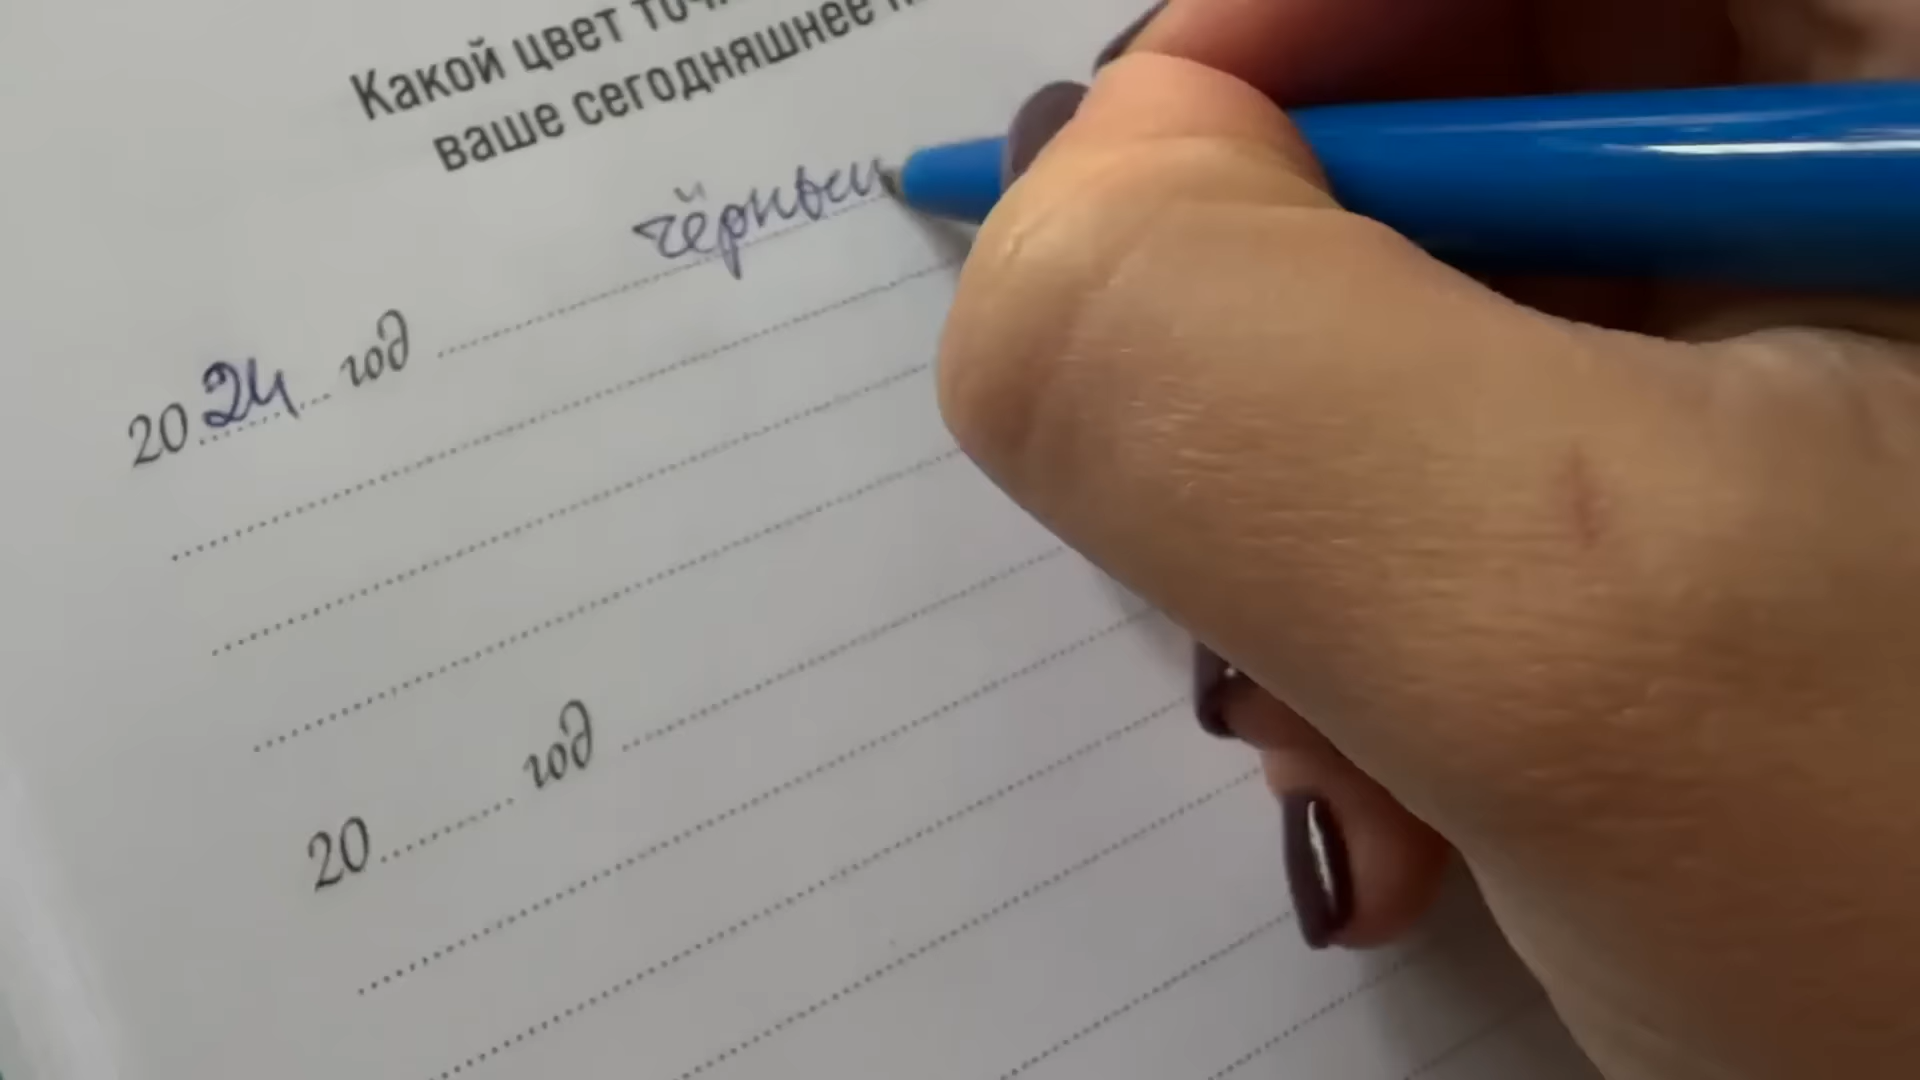 Какой цвет
ваше сегодняшнее
чёрный
2024 год
20 год